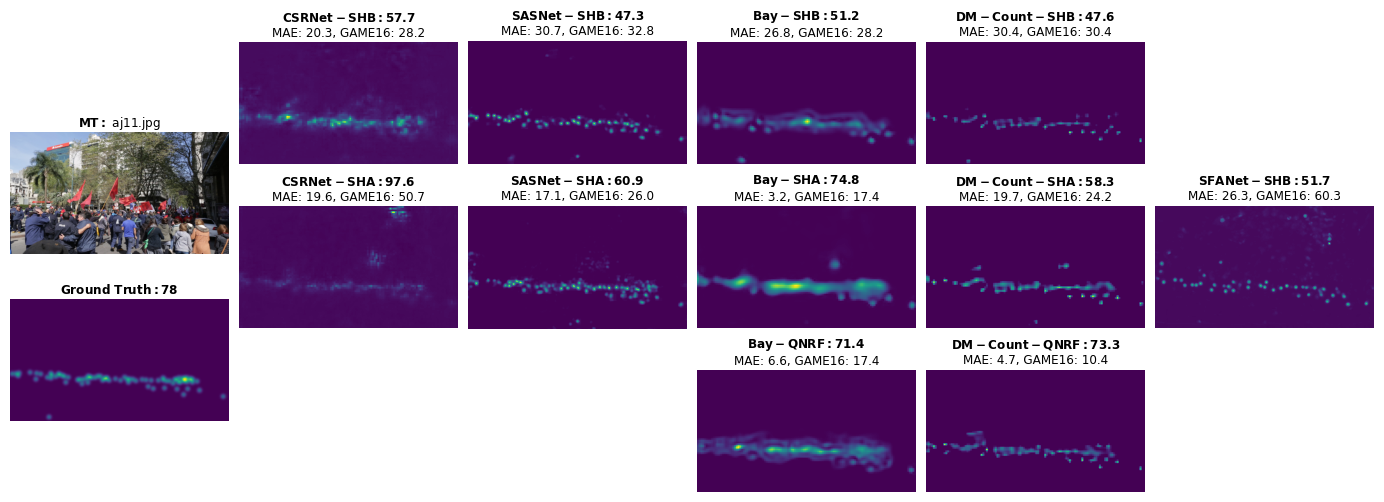 CSRNet − SHB : 57.7
MAE: 20.3, GAME16: 28.2
SASNet − SHB : 47.3
MAE: 30.7, GAME16: 32.8
Bay − SHB : 51.2
MAE: 26.8, GAME16: 28.2
DM − Count − SHB : 47.6
MAE: 30.4, GAME16: 30.4
MT : aj11.jpg
CSRNet − SHA : 97.6
MAE: 19.6, GAME16: 50.7
SASNet − SHA : 60.9
MAE: 17.1, GAME16: 26.0
Bay − SHA : 74.8
MAE: 3.2, GAME16: 17.4
DM − Count − SHA : 58.3
MAE: 19.7, GAME16: 24.2
SFANet − SHB : 51.7
MAE: 26.3, GAME16: 60.3
Ground Truth : 78
Bay − QNRF : 71.4
MAE: 6.6, GAME16: 17.4
DM − Count − QNRF : 73.3
MAE: 4.7, GAME16: 10.4